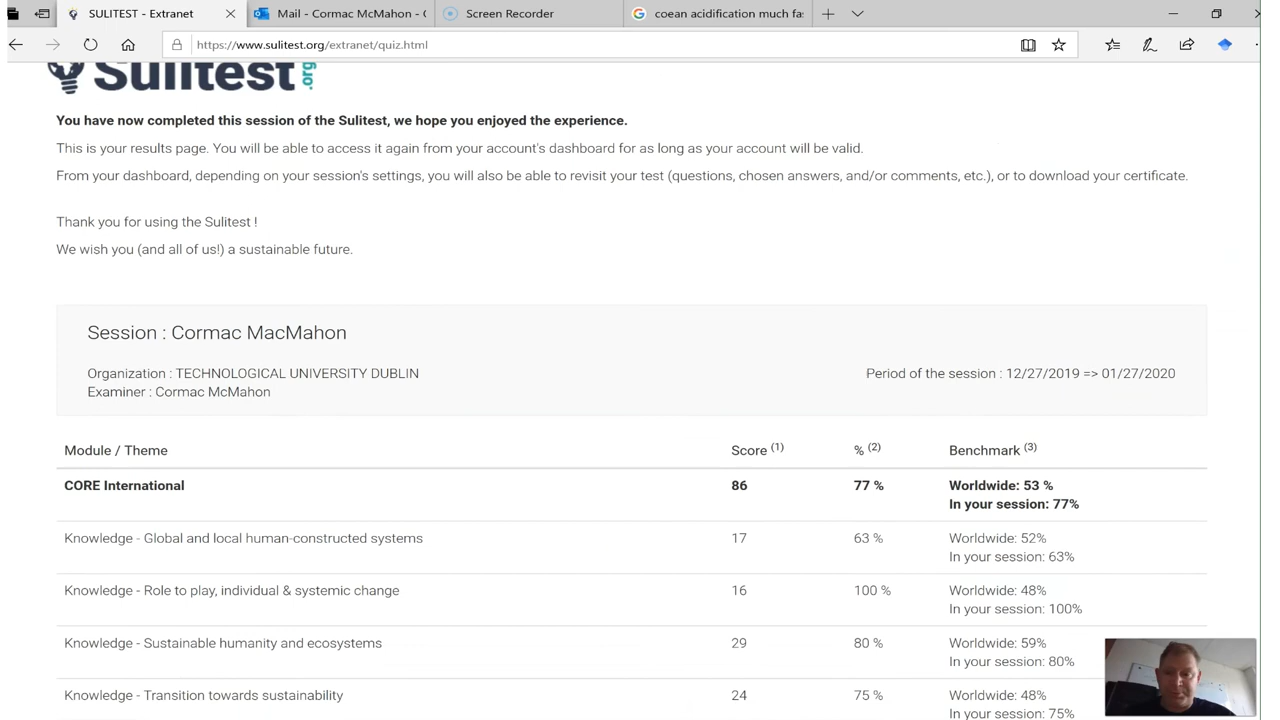 SULITEST - Extranet
Mail - Cormac McMahon - C
Screen Recorder
coean acidification much fa
https://www.sulitest.org/extranet/quiz.html
Sulitest.org
You have now completed this session of the Sulitest, we hope you enjoyed the experience.
This is your results page. You will be able to access it again from your account's dashboard for as long as your account will be valid.
From your dashboard, depending on your session's settings, you will also be able to revisit your test (questions, chosen answers, and/or comments, etc.), or to download your certificate.
Thank you for using the Sulitest !
We wish you (and all of us!) a sustainable future.
Session : Cormac MacMahon
Organization : TECHNOLOGICAL UNIVERSITY DUBLIN
Period of the session : 12/27/2019 => 01/27/2020
Examiner : Cormac McMahon
Module / Theme Score (1) % (2) Benchmark (3)
CORE International 86 77 % Worldwide: 53 %
In your session: 77%
Knowledge - Global and local human-constructed systems 17 63 % Worldwide: 52%
In your session: 63%
Knowledge - Role to play, individual & systemic change 16 100 % Worldwide: 48%
In your session: 100%
Knowledge - Sustainable humanity and ecosystems 29 80 % Worldwide: 59%
In your session: 80%
Knowledge - Transition towards sustainability 24 75 % Worldwide: 48%
In your session: 75%